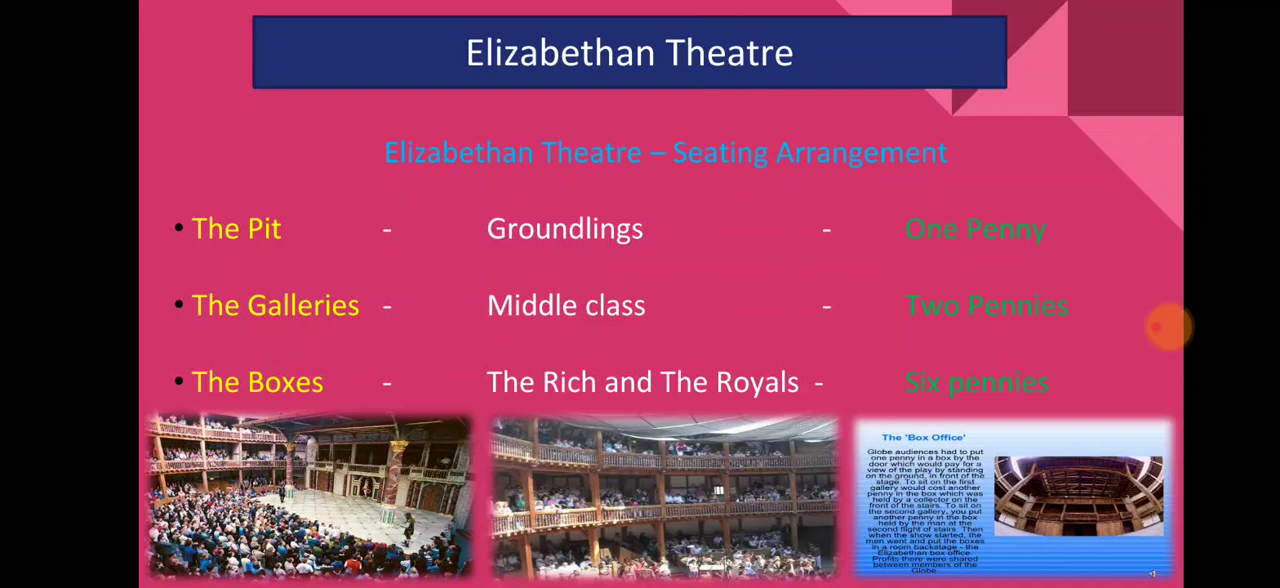 Elizabethan Theatre
Elizabethan Theatre – Seating Arrangement
• The Pit - Groundlings - One Penny
• The Galleries - Middle class - Two Pennies
• The Boxes - The Rich and The Royals - Six pennies
The 'Box Office'
Globe audiences had to put
one penny in a box by the
door which would pay for a
view of the play by standing
on the ground, in front of the
stage. To sit on the first
gallery would cost another
penny in the box which was
held by a collector on the
front of the stairs. To sit on
the second gallery, you put
another penny in the box
held by the man at the
second flight of stairs. Then
when the show started, the
men went and put the boxes
in a room backstage - the
Elizabethan box office.
Profits there were shared
between members of the
Globe